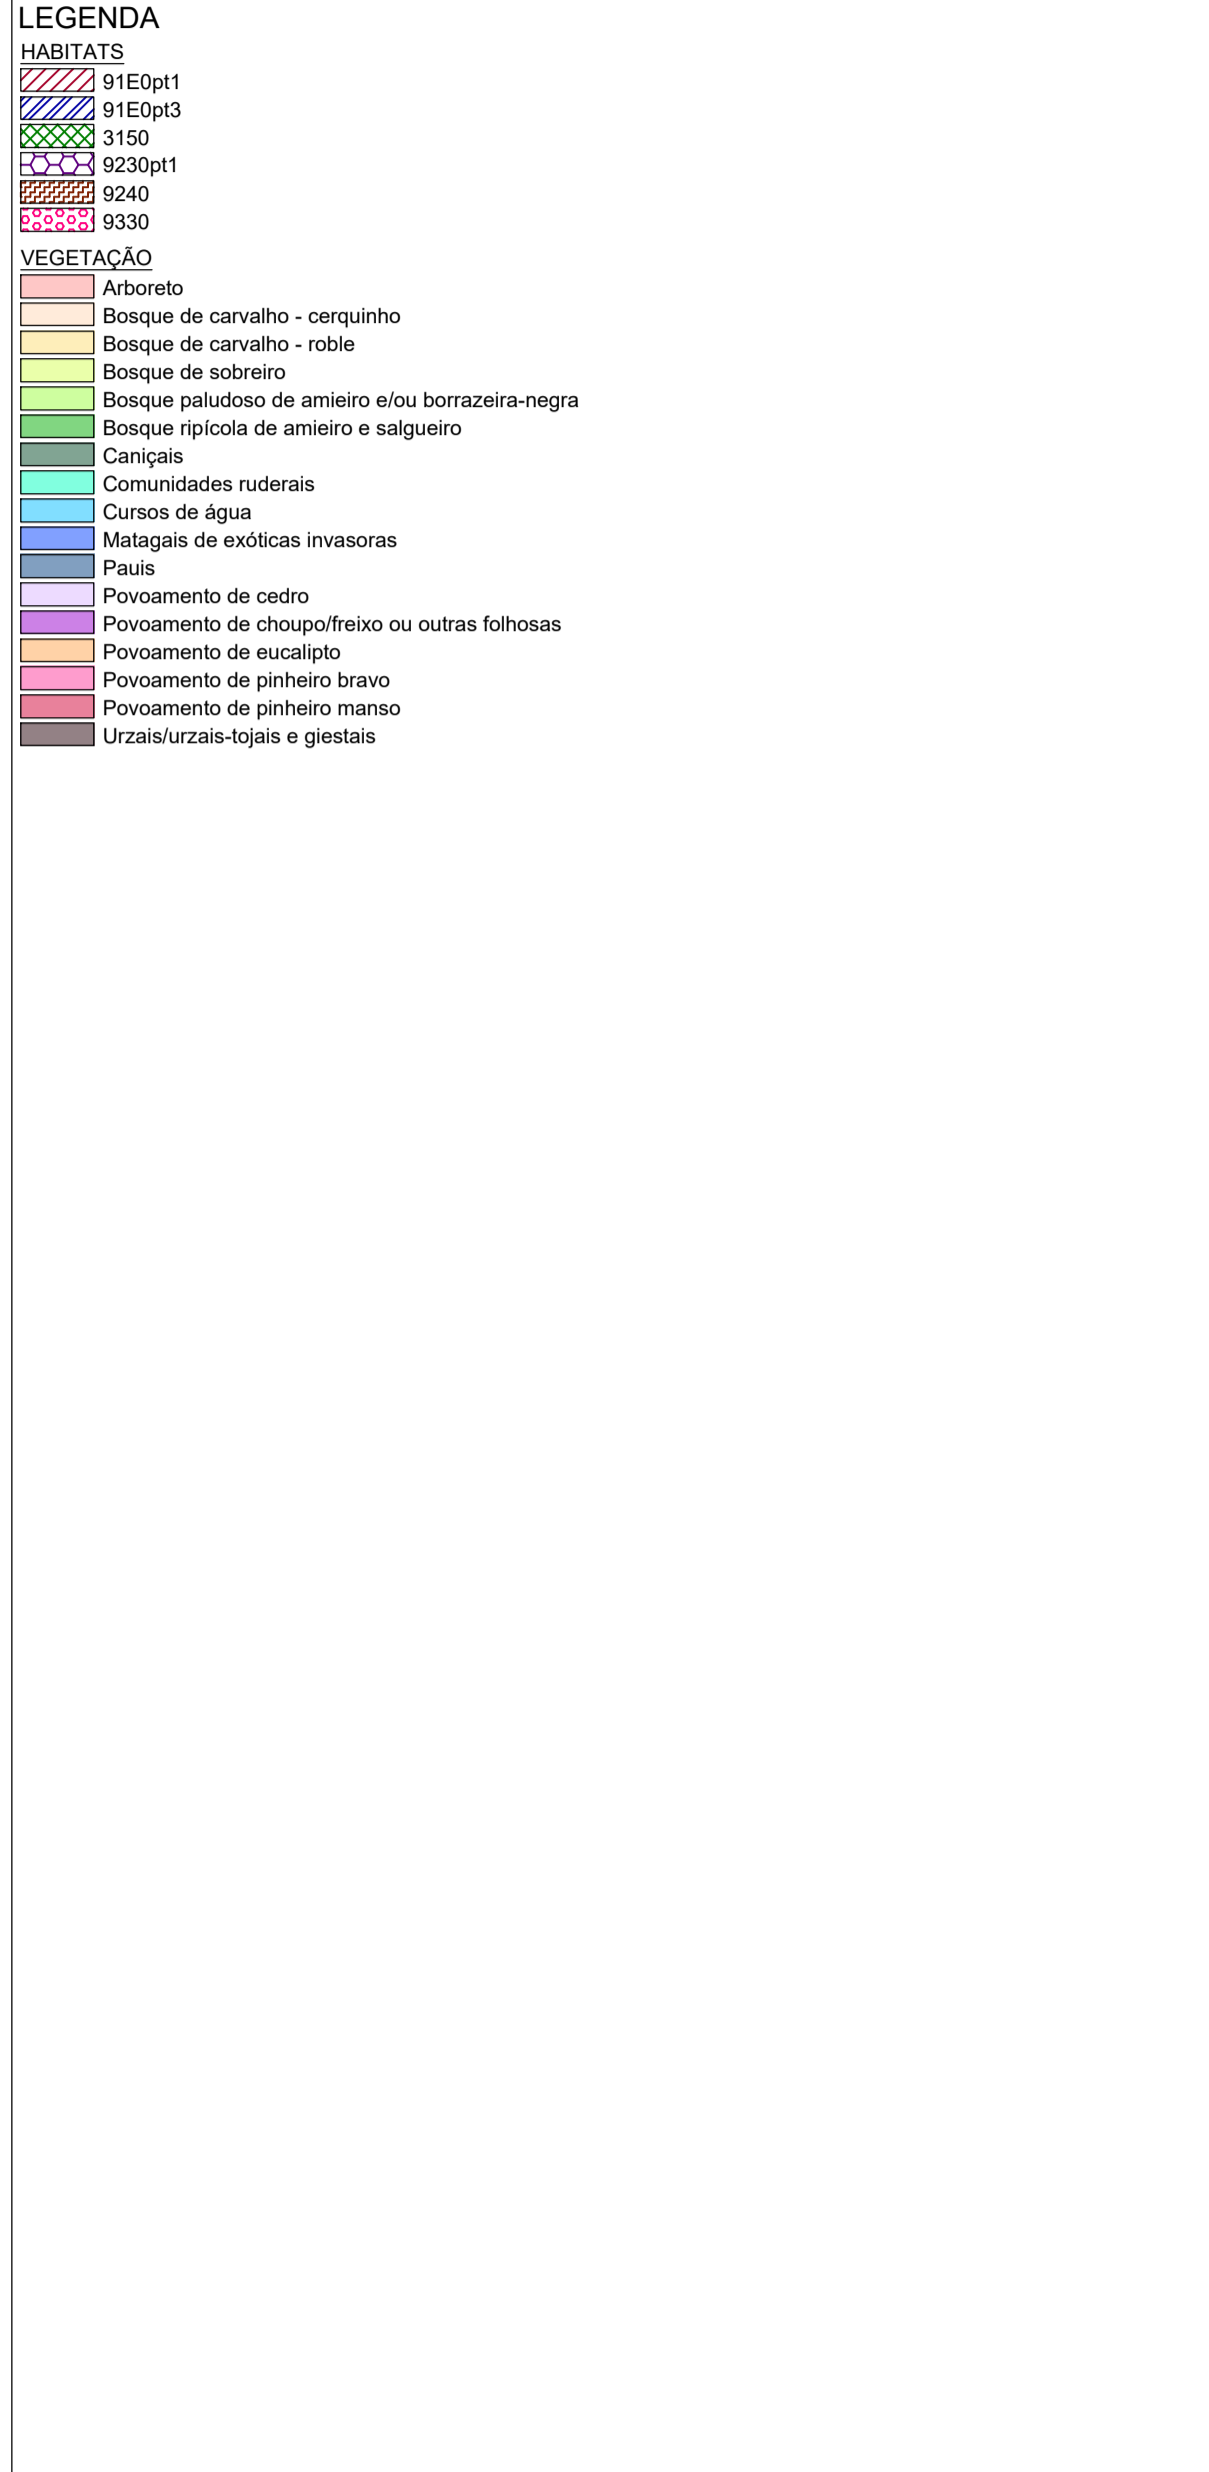 LEGENDA
HABITATS
91E0pt1
91E0pt3
3150
9230pt1
9240
9330
VEGETAÇÃO
Arboreto
Bosque de carvalho - cerquinho
Bosque de carvalho - roble
Bosque de sobreiro
Bosque paludoso de amieiro e/ou borrazeira-negra
Bosque ripícola de amieiro e salgueiro
Caniçais
Comunidades ruderais
Cursos de água
Matagais de exóticas invasoras
Pauis
Povoamento de cedro
Povoamento de choupo/freixo ou outras folhosas
Povoamento de eucalipto
Povoamento de pinheiro bravo
Povoamento de pinheiro manso
Urzais/urzais-tojais e giestais